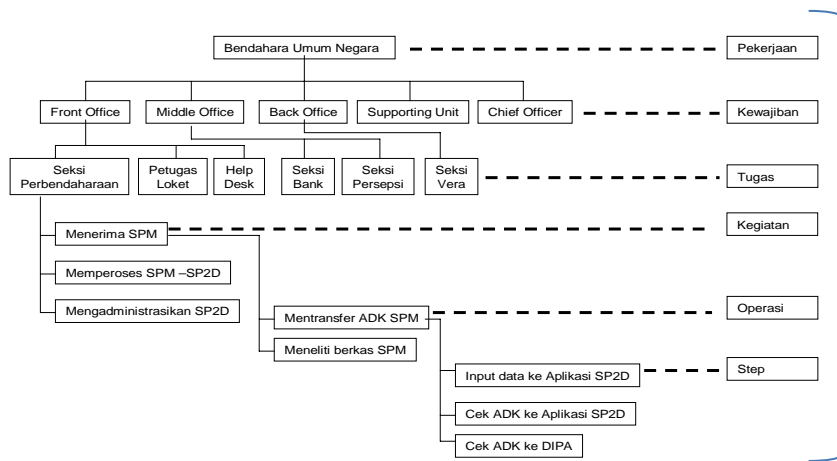 Bendahara Umum Negara
Pekerjaan
Front Office
Middle Office
Back Office
Supporting Unit
Chief Officer
Kewajiban
Seksi
Perbendaharaan
Petugas
Loket
Help
Desk
Seksi
Bank
Seksi
Persepsi
Seksi
Vera
Tugas
Menerima SPM
Kegiatan
Memperoses SPM –SP2D
Mengadministrasikan SP2D
Mentransfer ADK SPM
Operasi
Meneliti berkas SPM
Input data ke Aplikasi SP2D
Step
Cek ADK ke Aplikasi SP2D
Cek ADK ke DIPA